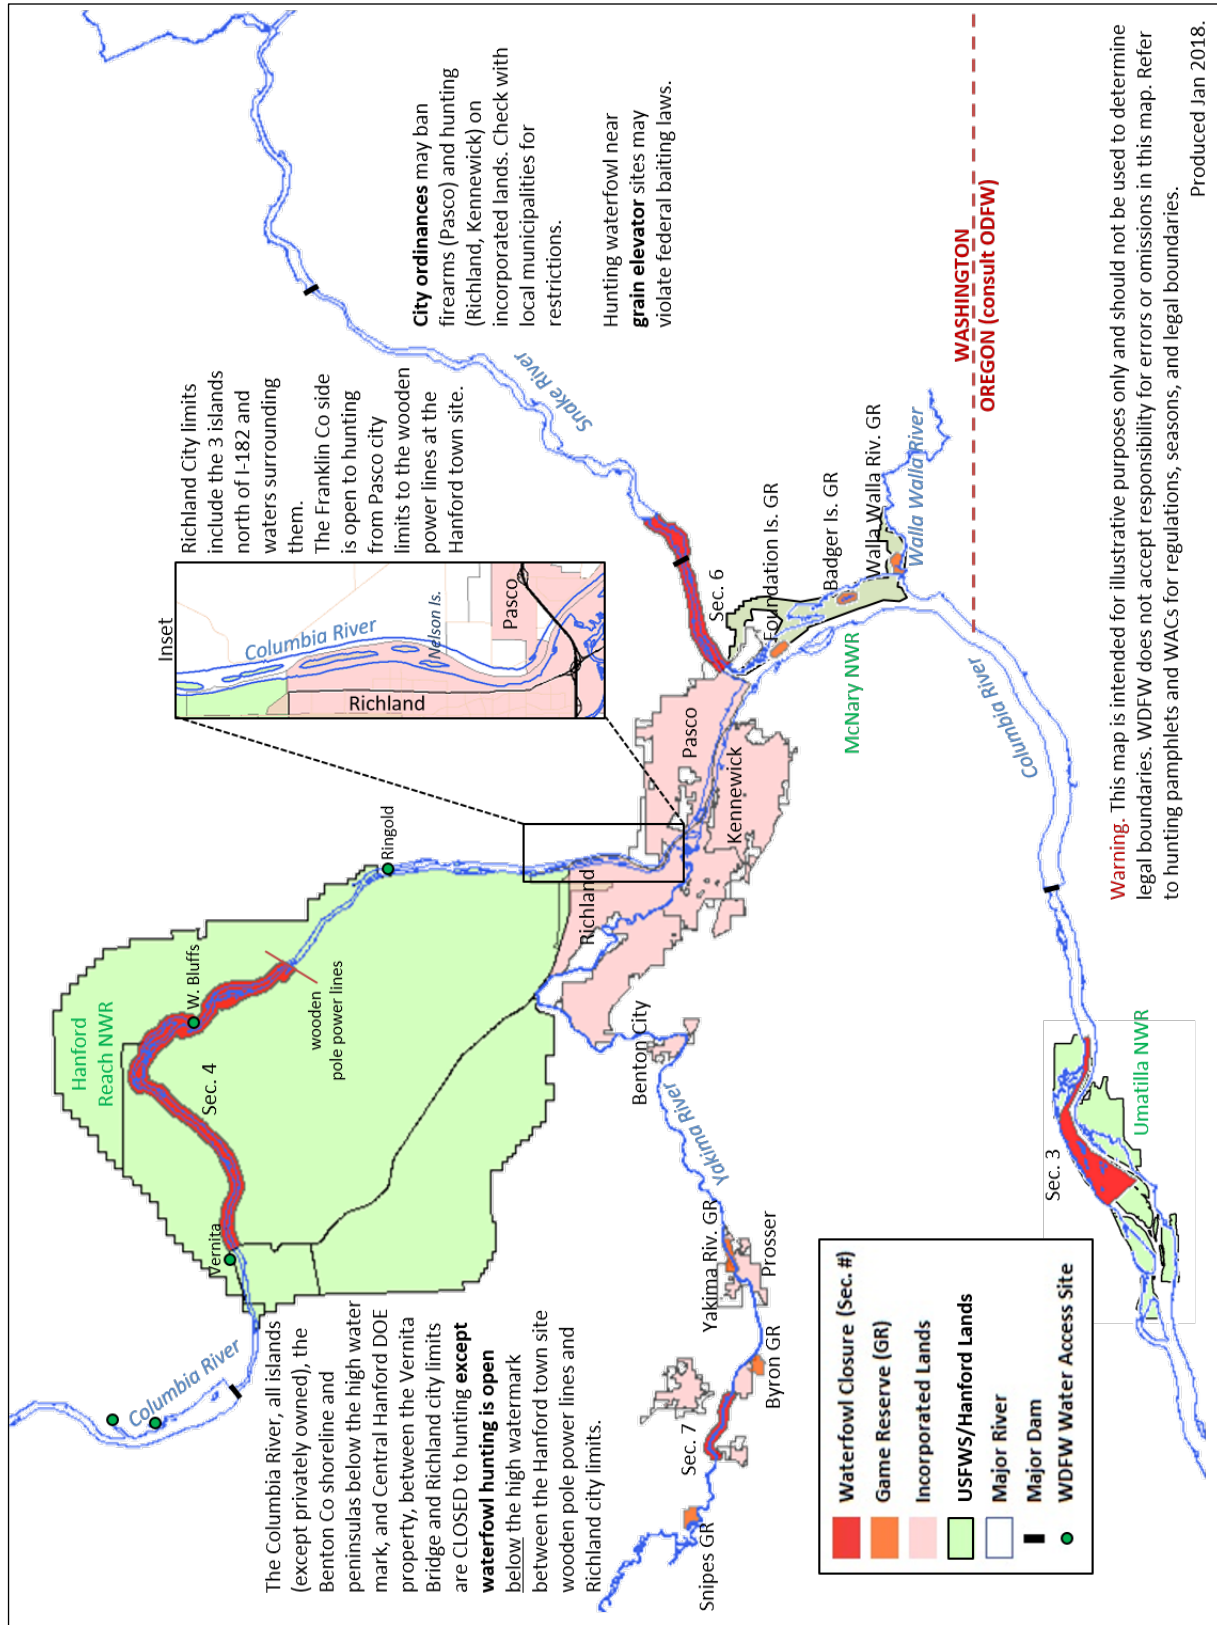 The Columbia River, all islands
(except privately owned), the
Benton Co shoreline and
peninsulas below the high water
mark, and Central Hanford DOE
property, between the Vernita
Bridge and Richland city limits
are CLOSED to hunting except
waterfowl hunting is open
below the high watermark
between the Hanford town site
wooden pole power lines and
Richland city limits.
Columbia River
Vernita
Hanford
Reach NWR
Sec. 4
W. Bluffs
wooden
pole power lines
Ringold
Inset
Columbia River
Nelson Is.
Richland
Pasco
Richland City limits
include the 3 islands
north of I-182 and
waters surrounding
them.
The Franklin Co side
is open to hunting
from Pasco city
limits to the wooden
power lines at the
Hanford town site.
City ordinances may ban
firearms (Pasco) and hunting
(Richland, Kennewick) on
incorporated lands. Check with
local municipalities for
restrictions.
Hunting waterfowl near
grain elevator sites may
violate federal baiting laws.
Snake River
Snipes GR
Sec. 7
Byron GR
Yakima Riv. GR
Prosser
Yakima River
Benton City
Richland
Kennewick
Pasco
Sec. 6
Foundation Is. GR
Badger Is. GR
Walla Walla Riv. GR
Walla Walla River
McNary NWR
WASHINGTON
OREGON (consult ODFW)
Columbia River
Sec. 3
Umatilla NWR
Waterfowl Closure (Sec. #)
Game Reserve (GR)
Incorporated Lands
USFWS/Hanford Lands
Major River
Major Dam
WDFW Water Access Site
Warning. This map is intended for illustrative purposes only and should not be used to determine
legal boundaries. WDFW does not accept responsibility for errors or omissions in this map. Refer
to hunting pamphlets and WACs for regulations, seasons, and legal boundaries.
Produced Jan 2018.